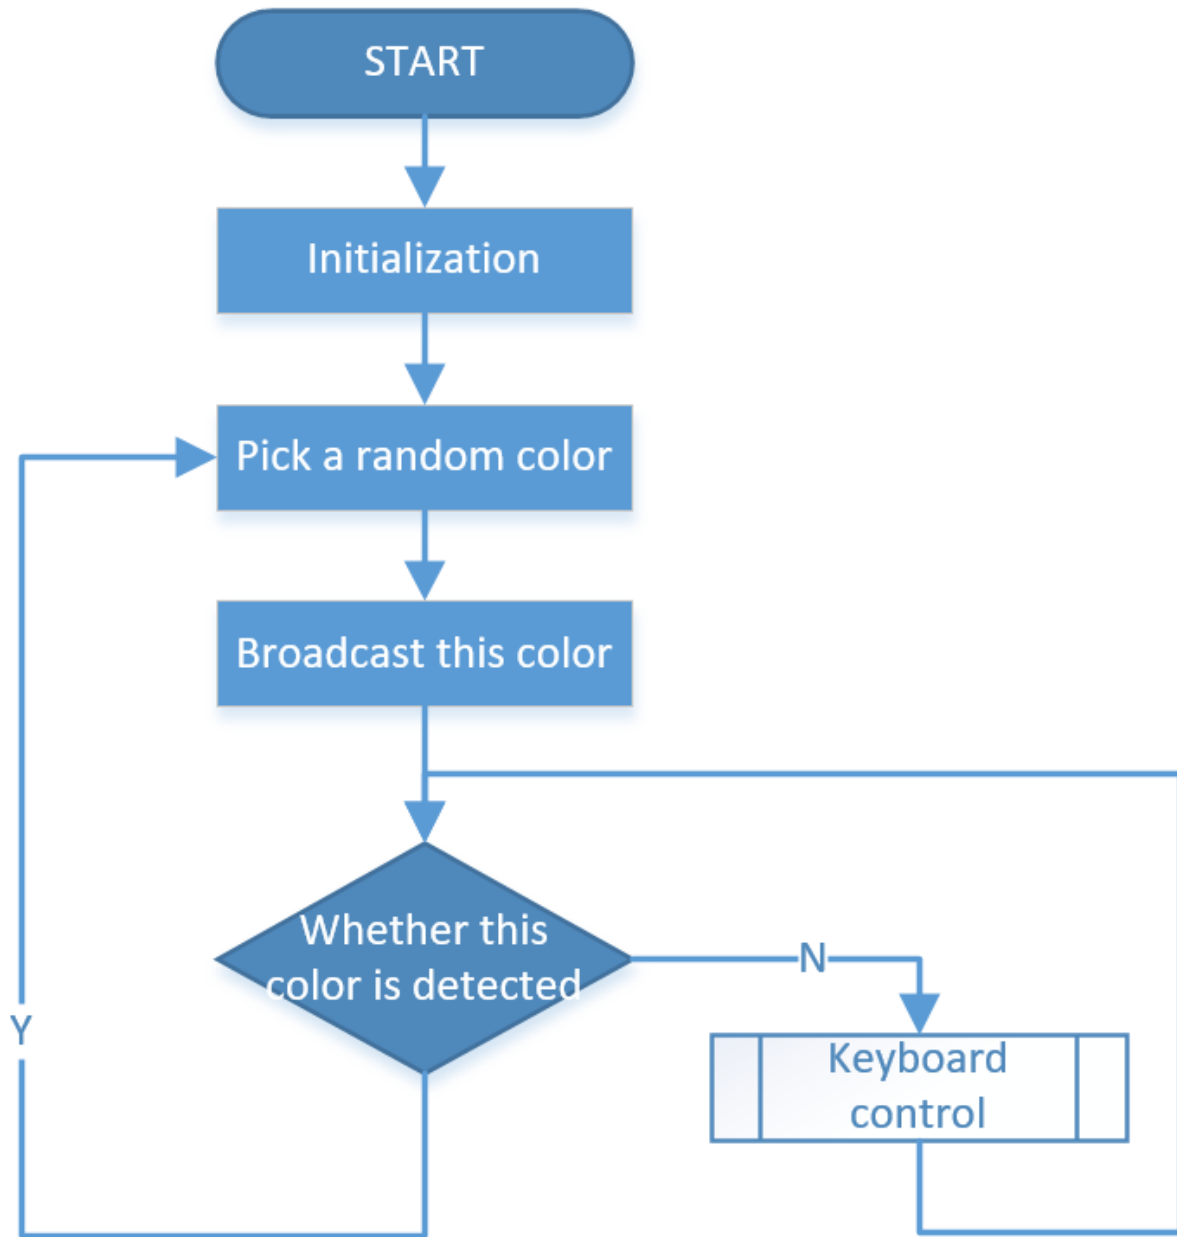 START
Initialization
Pick a random color
Broadcast this color
Whether this
color is detected
N
Y
Keyboard
control